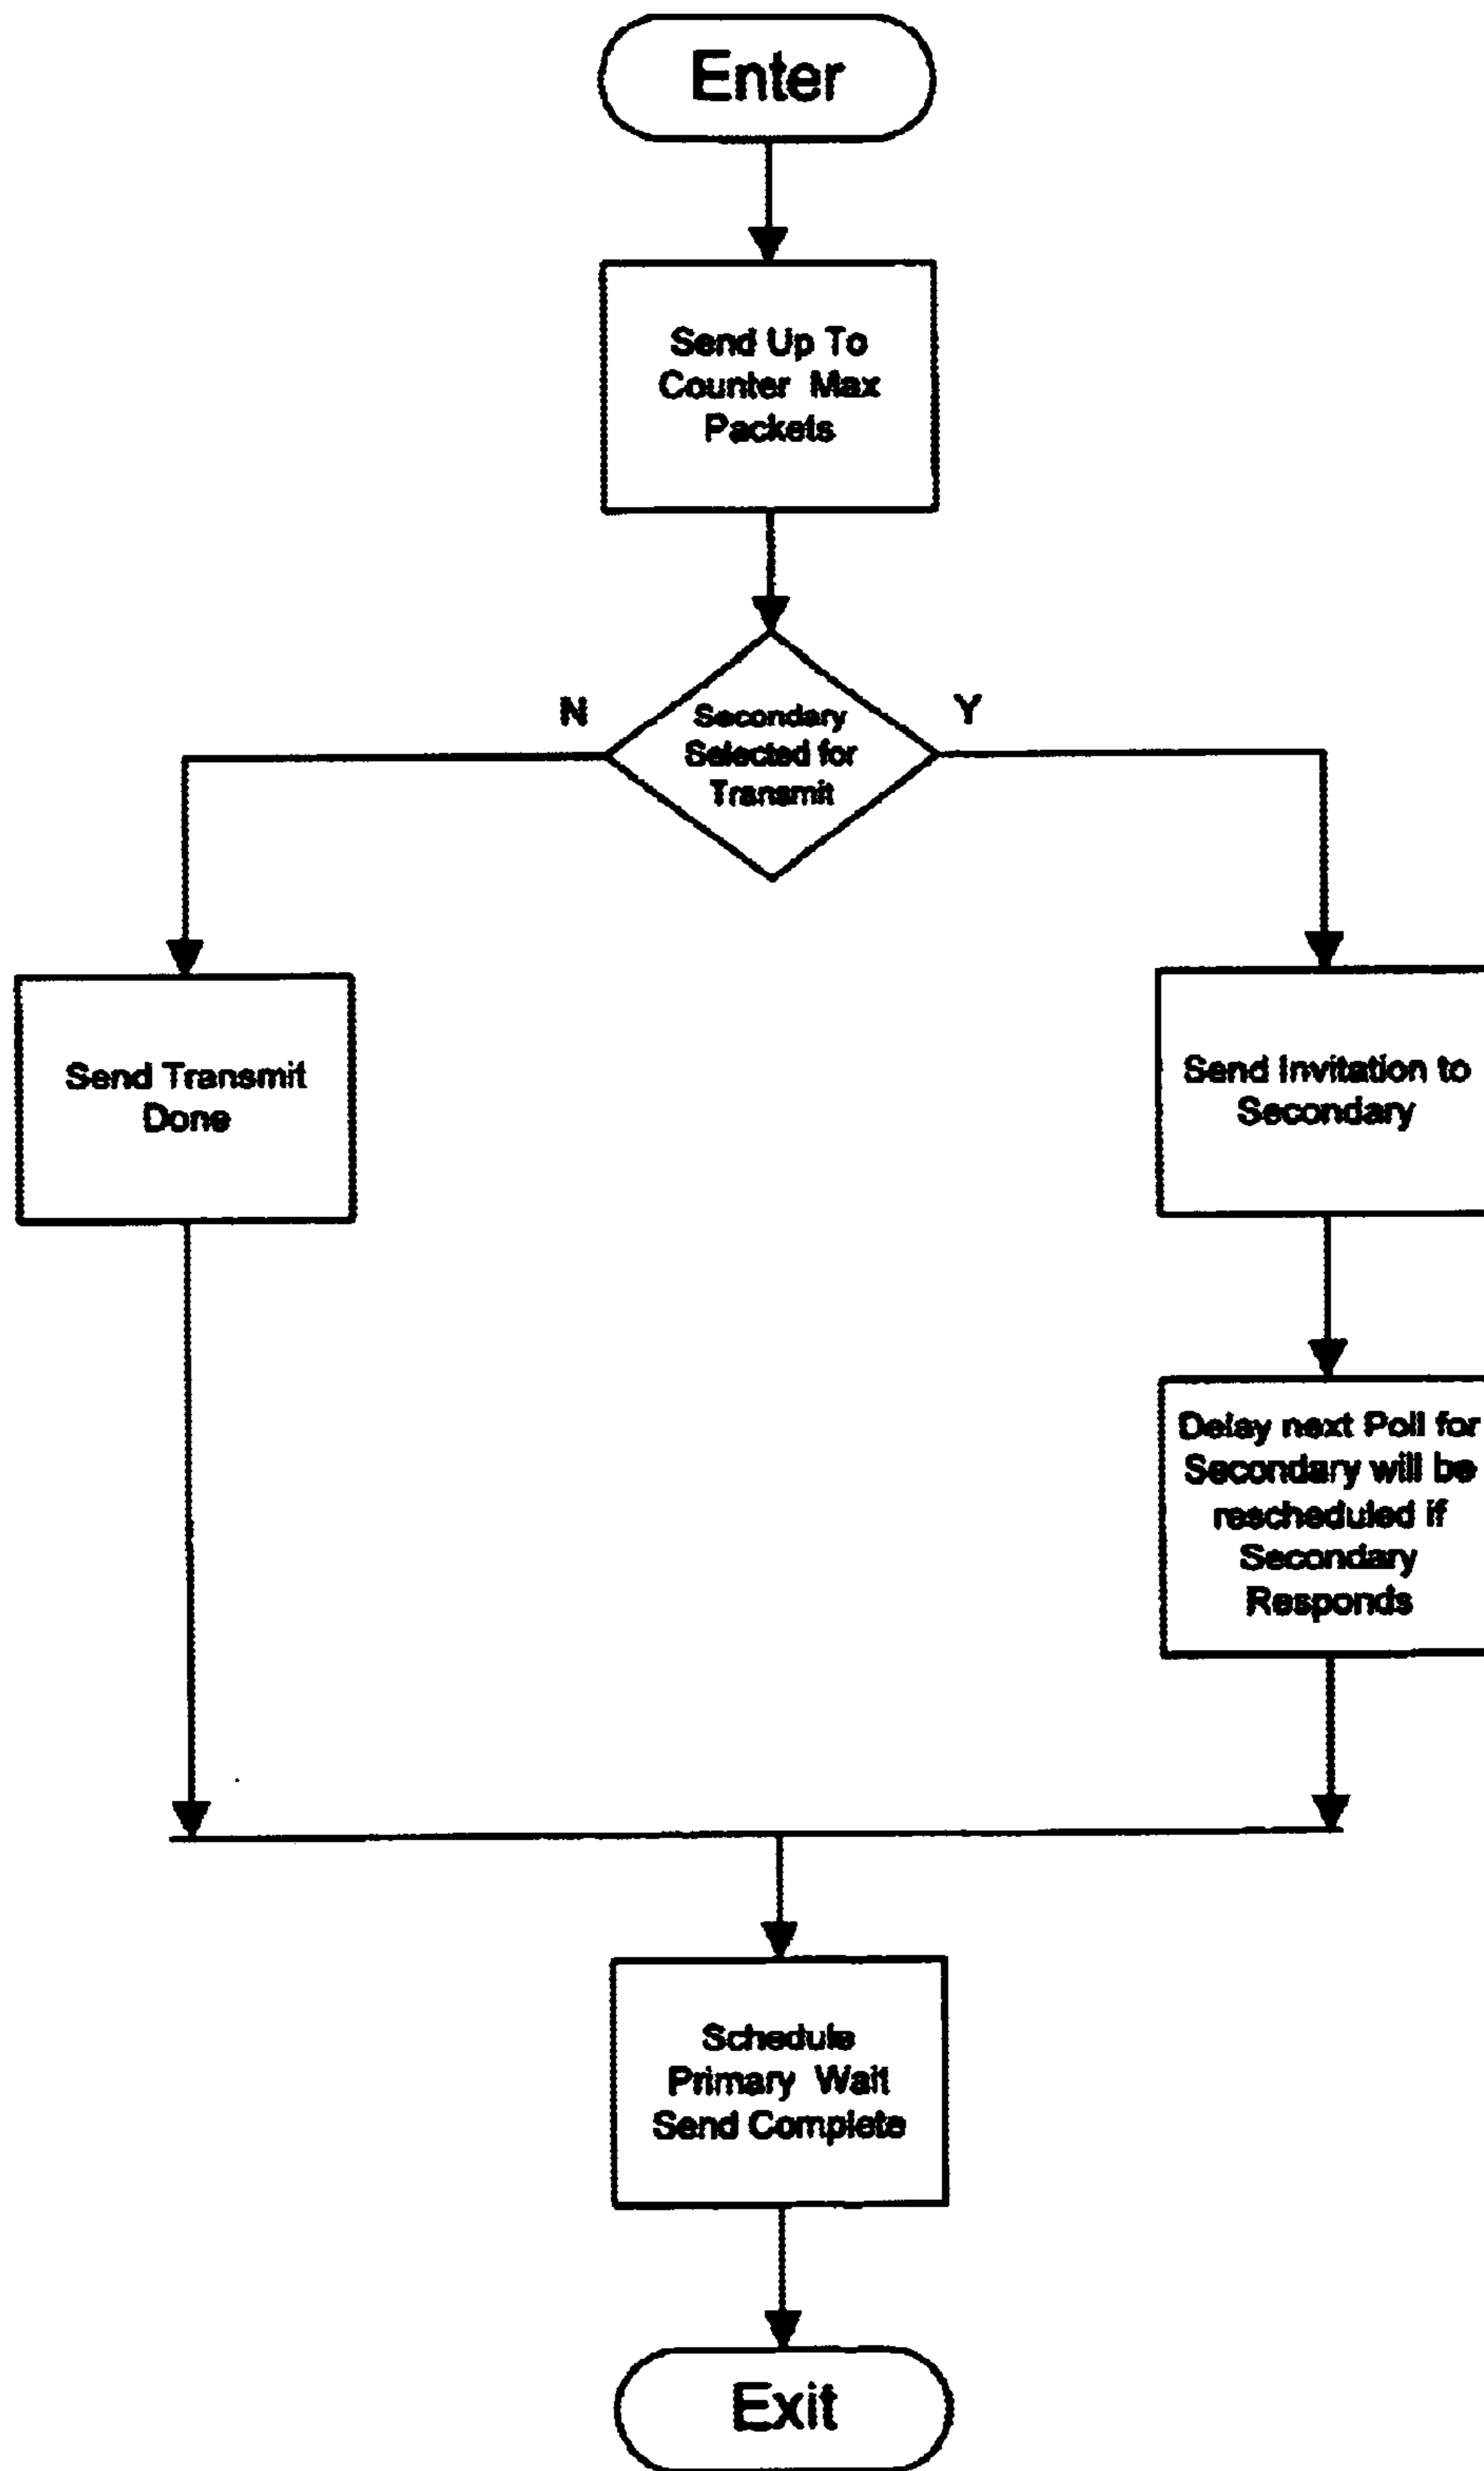 Enter
Send Up To
Counter Max
Packets
N
Y
Secondary
Selected for
Transmit
Send Transmit
Done
Send Invitation to
Secondary
Delay next Poll for
Secondary will be
rescheduled if
Secondary
Responds
Schedule
Primary Wait
Send Complete
Exit